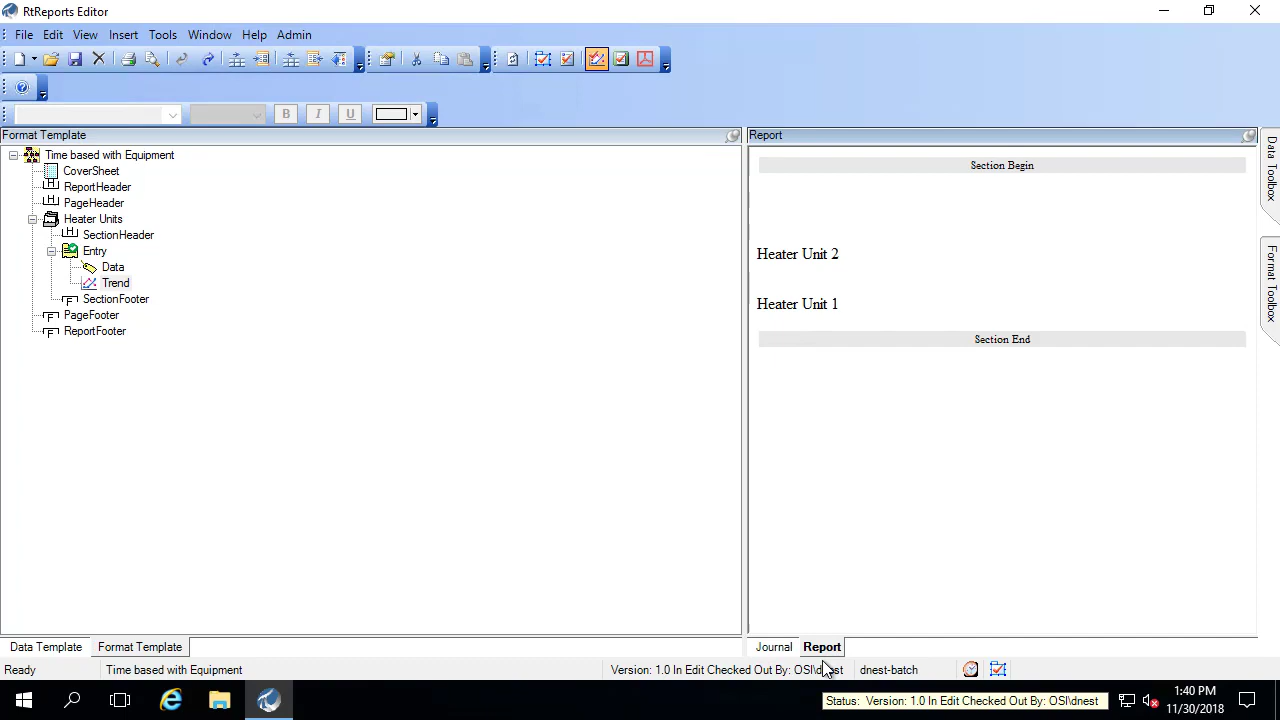 RtReports Editor
File Edit View Insert Tools Window Help Admin
B I U
Format Template
Report
Time based with Equipment
CoverSheet
ReportHeader
PageHeader
Heater Units
SectionHeader
Entry
Data
Trend
SectionFooter
PageFooter
ReportFooter
Section Begin
Heater Unit 2
Heater Unit 1
Section End
Data Toolbox
Format Toolbox
Data Template Format Template
Journal Report
Ready Time based with Equipment Version: 1.0 In Edit Checked Out By: OSI\dnest dnest-batch
Status: Version: 1.0 In Edit Checked Out By: OSI\dnest
1:40 PM
11/30/2018